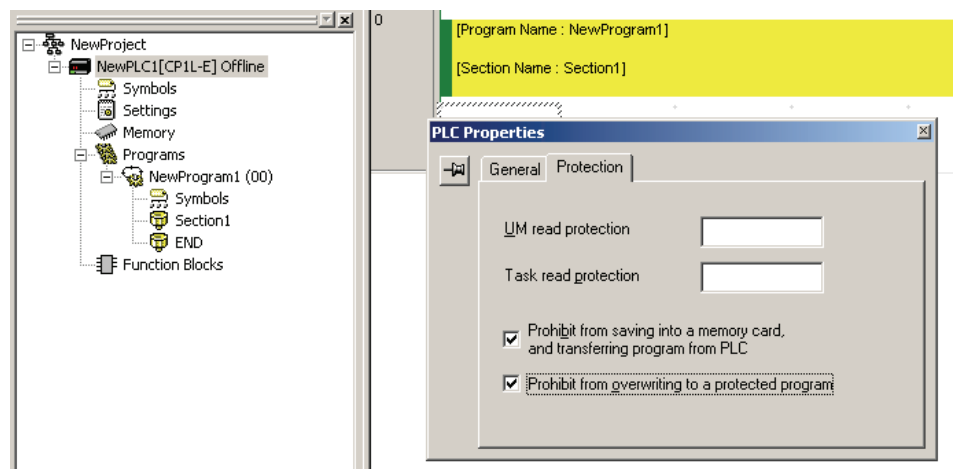 NewProject
NewPLC1[CP1L-E] Offline
Symbols
Settings
Memory
Programs
NewProgram1 (00)
Symbols
Section1
END
Function Blocks
0
[Program Name : NewProgram1]
[Section Name : Section1]
PLC Properties
General Protection
UM read protection
Task read protection
Prohibit from saving into a memory card,
and transferring program from PLC
Prohibit from overwriting to a protected program